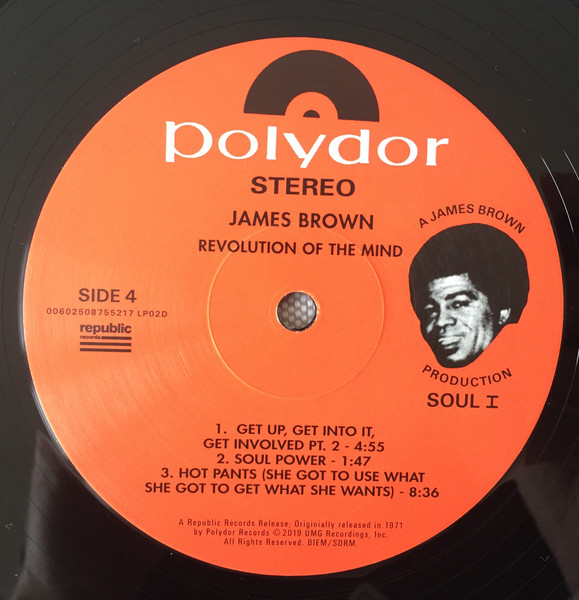 polydor
STEREO
JAMES BROWN
REVOLUTION OF THE MIND
A JAMES BROWN
PRODUCTION
SOUL I
SIDE 4
00602508755217 LP02D
republic
records
1. GET UP, GET INTO IT,
GET INVOLVED PT. 2 - 4:55
2. SOUL POWER - 1:47
3. HOT PANTS (SHE GOT TO USE WHAT
SHE GOT TO GET WHAT SHE WANTS) - 8:36
A Republic Records Release; Originially released in 1971
by Polydor Records © 2019 UMG Recordings, Inc.
All Rights Reserved. BIEM/SDRM.